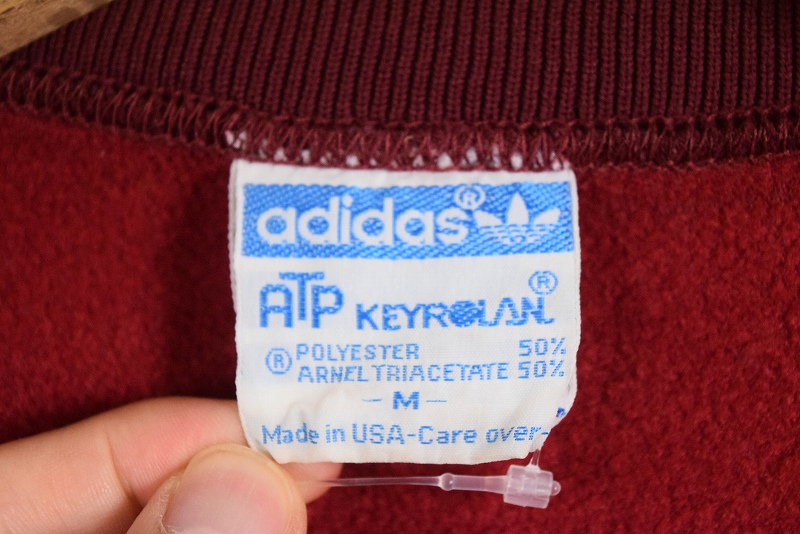 adidas®
ATP KEYROLAN®
® POLYESTER 50%
ARNEL TRIACETATE 50%
- M -
Made in USA-Care over-